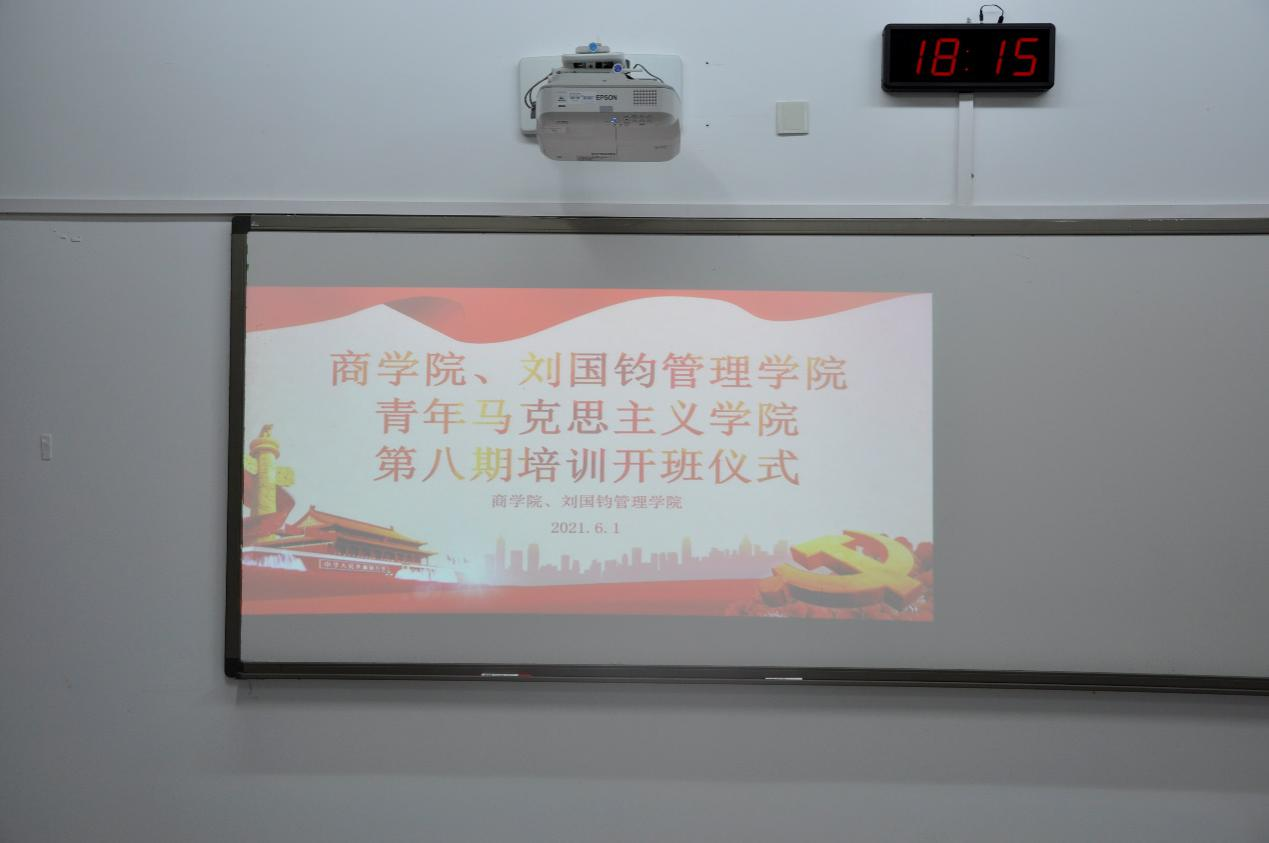 18:15
EPSON
商学院、刘国钧管理学院
青年马克思主义学院
第八期培训开班仪式
商学院、刘国钧管理学院
2021.6.1